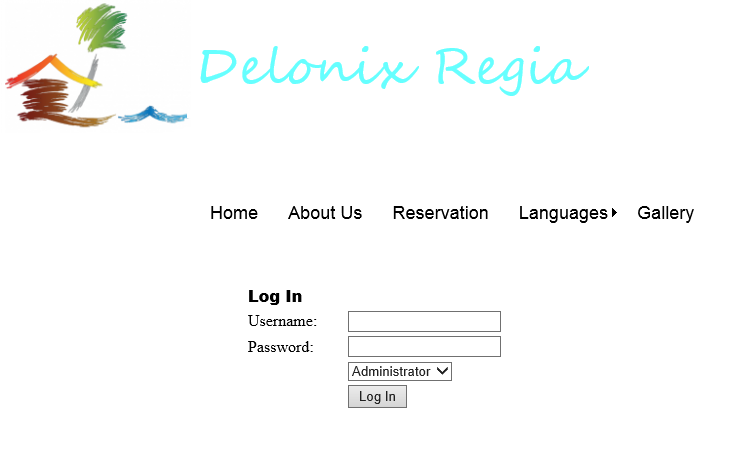 Delonix Regia
Home About Us Reservation Languages Gallery
Log In
Username:
Password:
Administrator
Log In